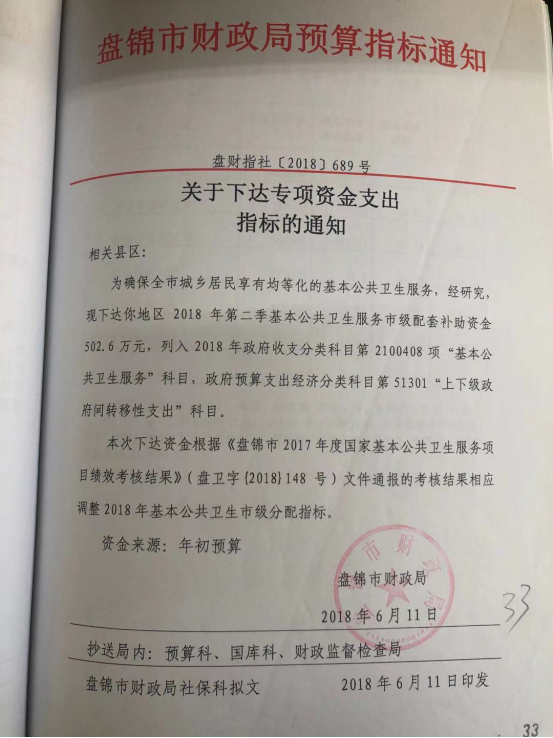 盘锦市财政局预算指标通知
盘财指社〔2018〕689号
关于下达专项资金支出
指标的通知
相关县区:
为确保全市城乡居民享有均等化的基本公共卫生服务,经研究,
现下达你地区 2018 年第二季基本公共卫生服务市级配套补助资金
502.6 万元,列入 2018 年政府收支分类科目第 2100408 项“基本公
共卫生服务”科目,政府预算支出经济分类科目第 51301“上下级政
府间转移性支出”科目。
本次下达资金根据《盘锦市 2017 年度国家基本公共卫生服务项
目绩效考核结果》(盘卫字{2018}148 号)文件通报的考核结果相应
调整 2018 年基本公共卫生市级分配指标。
资金来源: 年初预算
盘锦市财政局
2018 年 6 月 11 日
33
抄送局内: 预算科、国库科、财政监督检查局
盘锦市财政局社保科拟文 2018 年 6 月 11 日印发
33